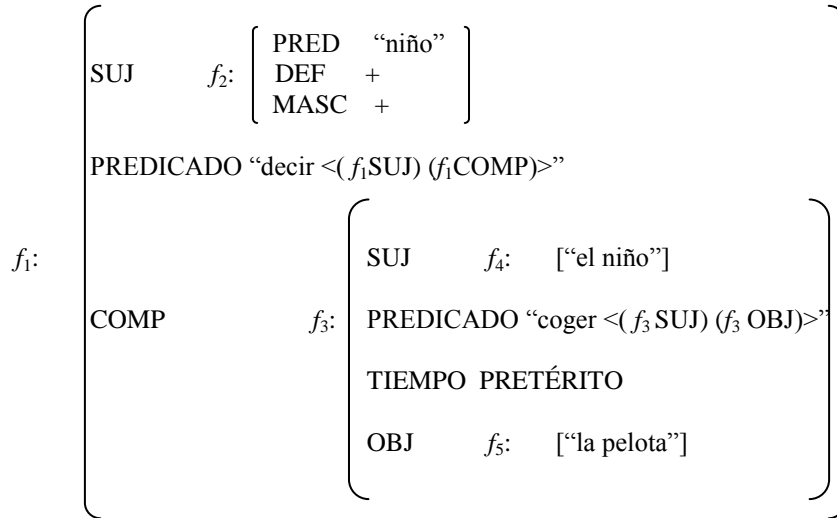 PRED “niño”
SUJ f₂: DEF +
MASC +
PREDICADO “decir <( f₁SUJ) (f₁COMP)>”
f₁: SUJ f₄: [“el niño”]
COMP f₃: PREDICADO “coger <( f₃ SUJ) (f₃ OBJ)>”
TIEMPO PRETÉRITO
OBJ f₅: [“la pelota”]